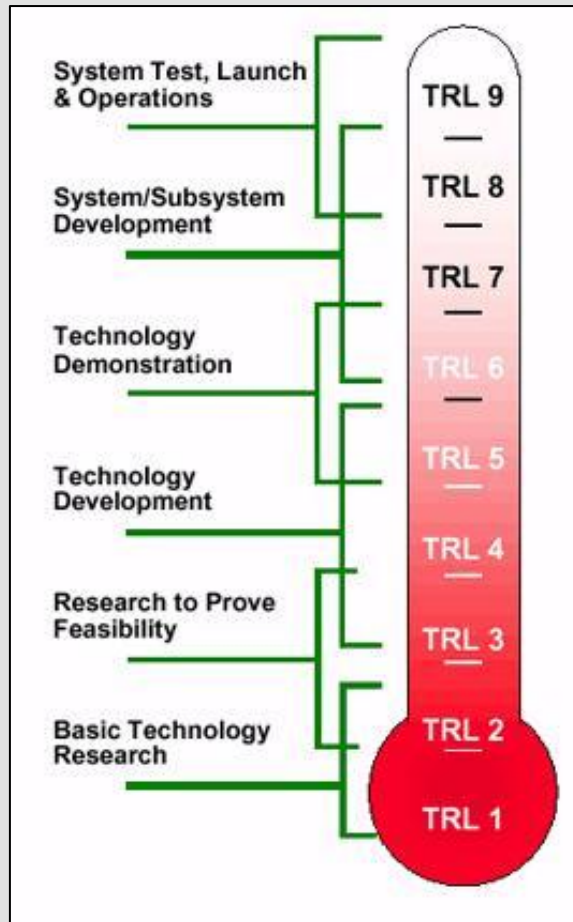 System Test, Launch
& Operations
System/Subsystem
Development
Technology
Demonstration
Technology
Development
Research to Prove
Feasibility
Basic Technology
Research
TRL 9
TRL 8
TRL 7
TRL 6
TRL 5
TRL 4
TRL 3
TRL 2
TRL 1